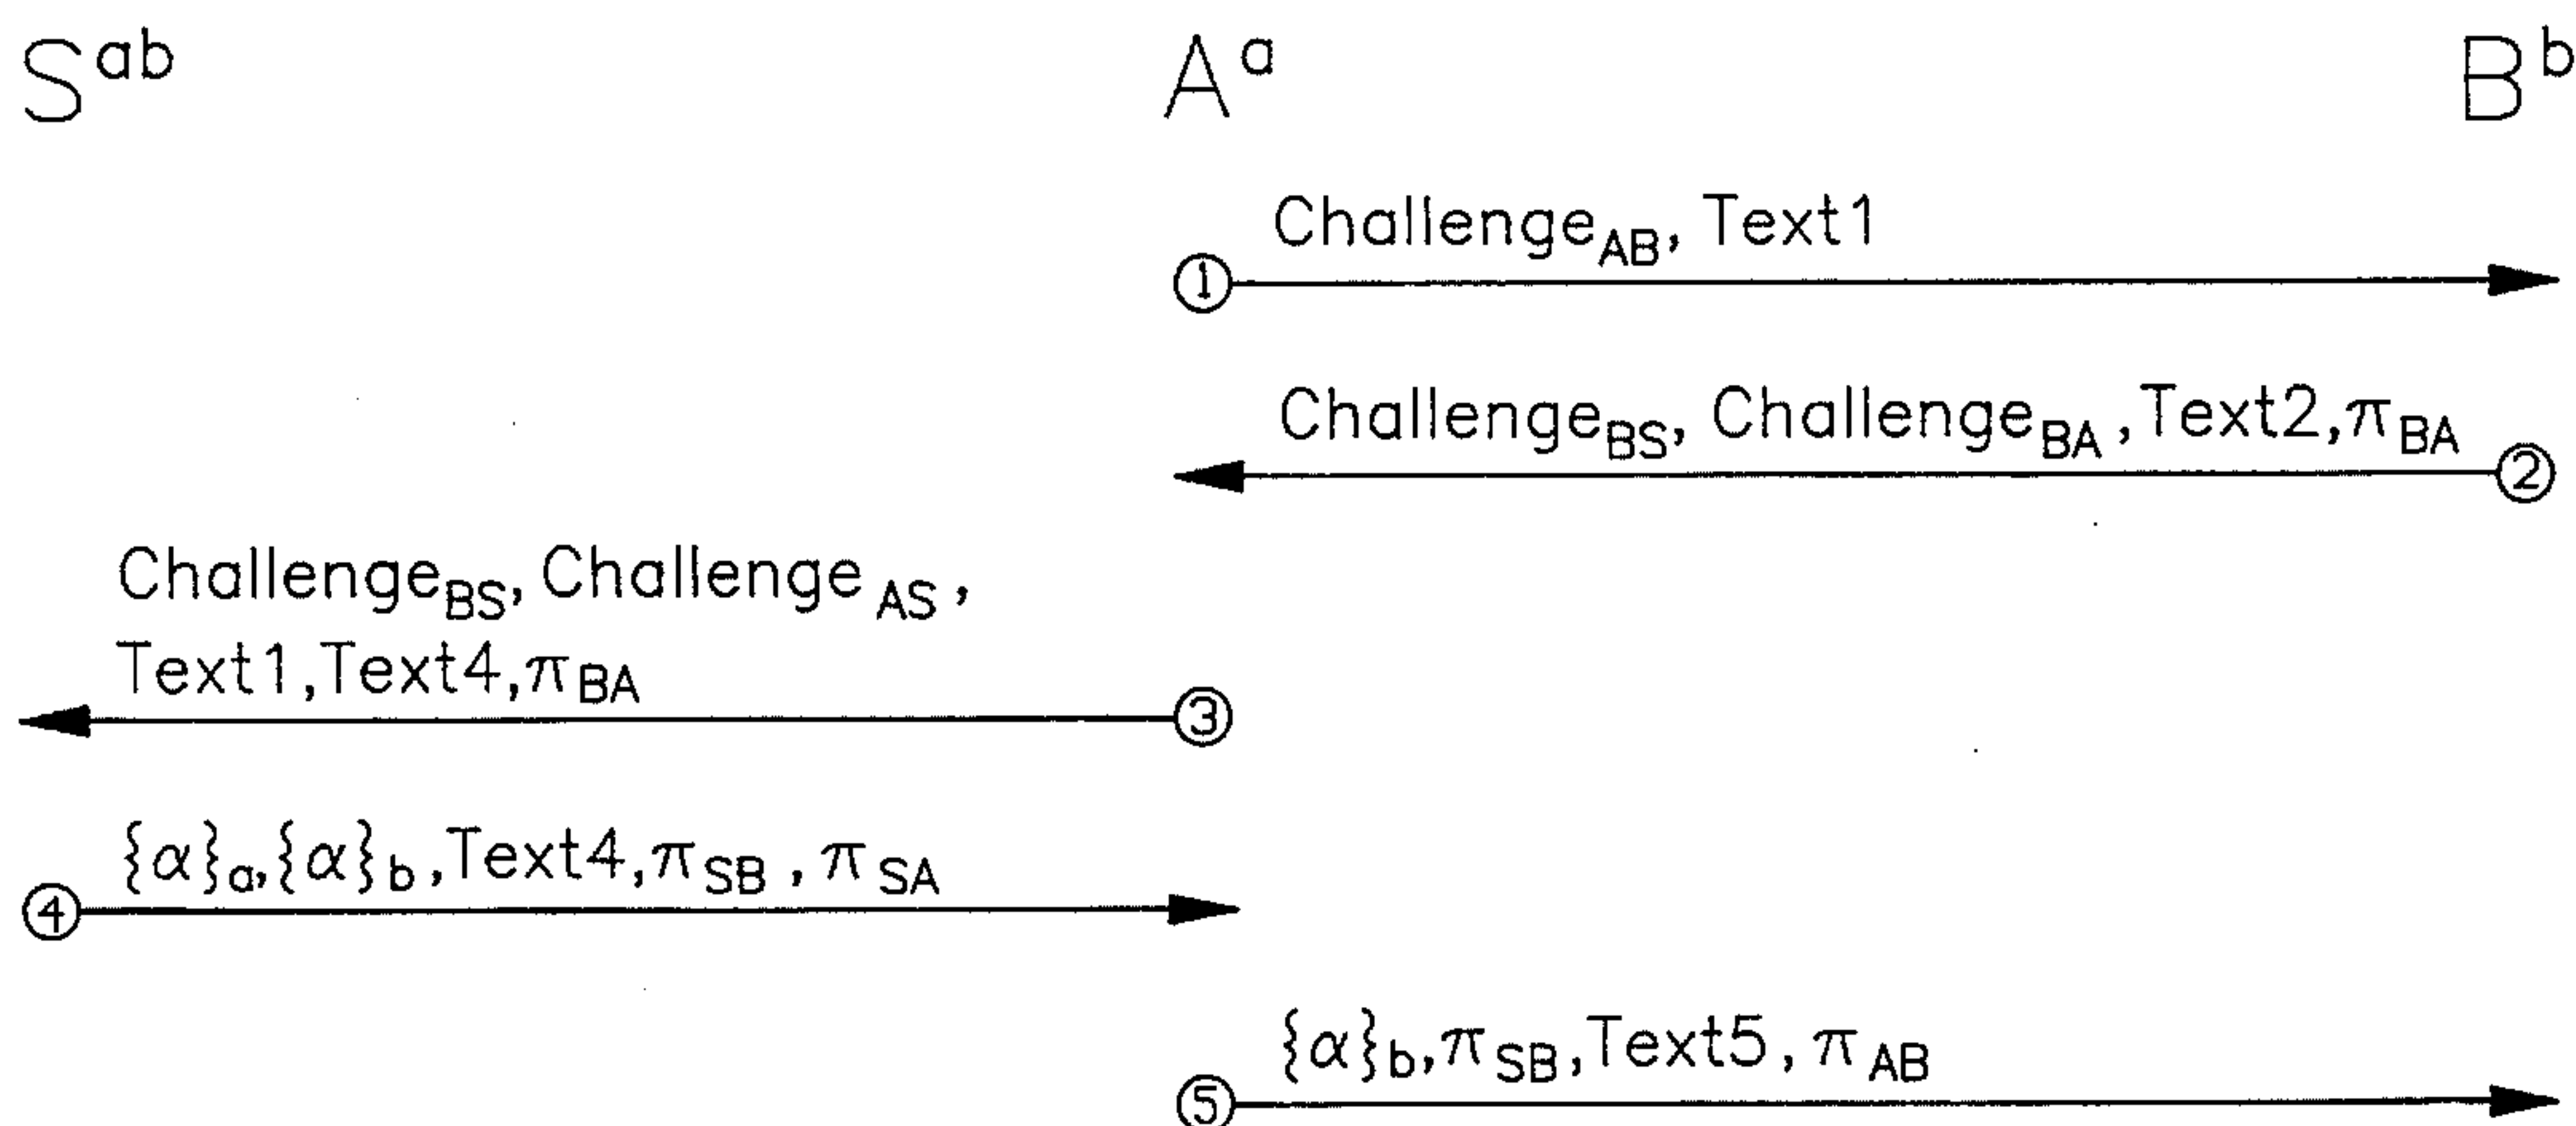 S^ab A^a B^b
Challenge_AB, Text1
①
Challenge_BS, Challenge_BA, Text2, π_BA
②
Challenge_BS, Challenge_AS,
Text1, Text4, π_BA
③
{α}_a, {α}_b, Text4, π_SB, π_SA
④
{α}_b, π_SB, Text5, π_AB
⑤